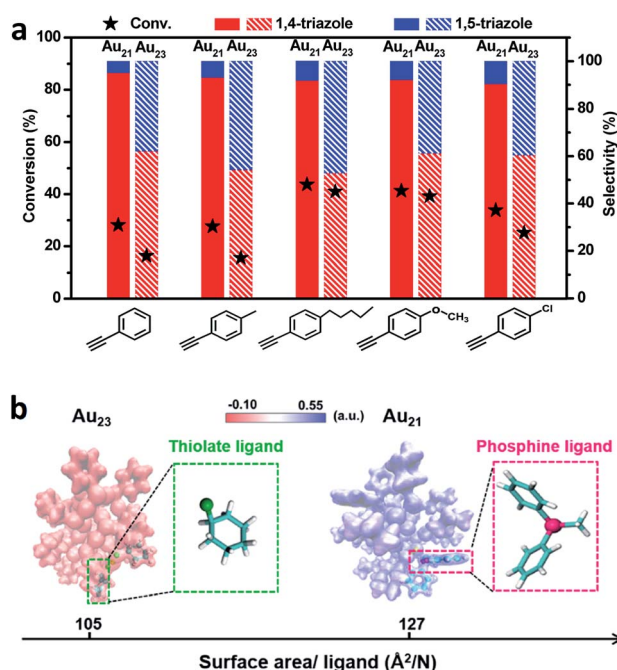 a
Conv. 1,4-triazole 1,5-triazole
Au21 Au23 Au21 Au23 Au21 Au23 Au21 Au23 Au21 Au23
Conversion (%)
100
80
60
40
20
0
Selectivity (%)
100
80
60
40
20
0
O CH3 Cl
b
Au23 -0.10 0.55 Au21
(a.u.)
Thiolate ligand Phosphine ligand
105 127
Surface area/ ligand (Å²/N)